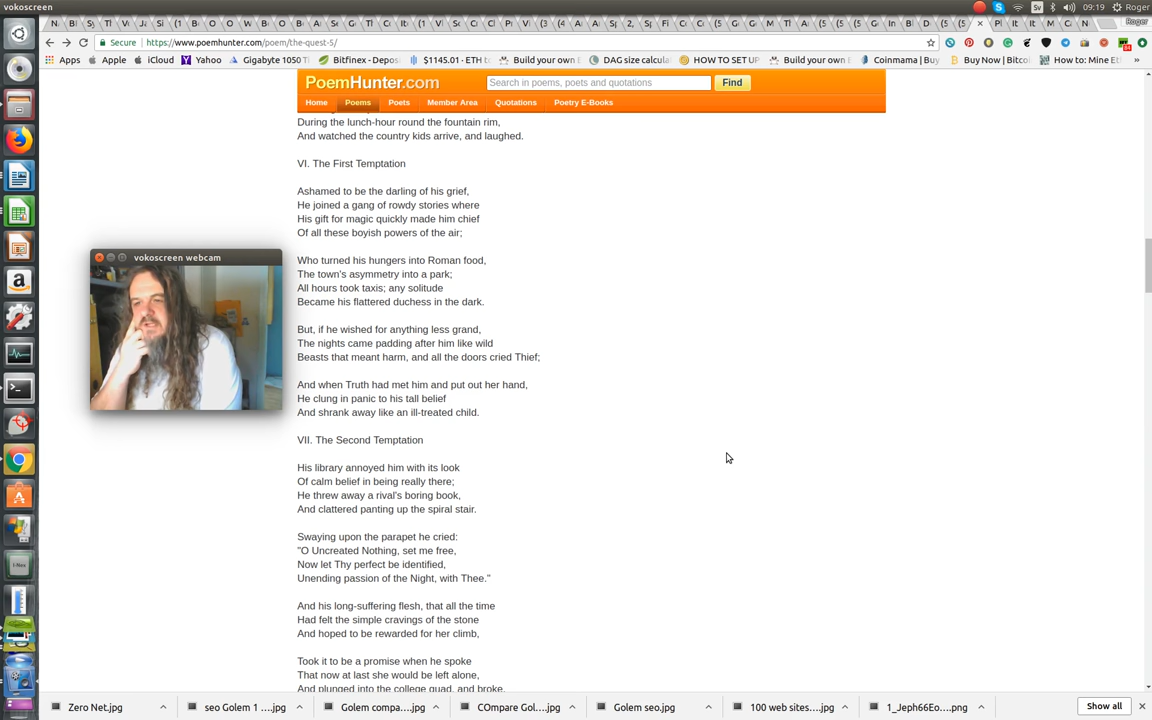 vokoscreen
Sv
09:19
Roger
Roger
Secure
https://www.poemhunter.com/poem/the-quest-5/
Apps
Apple
iCloud
Yahoo
Gigabyte 1050 T
Bitfinex - Depos
$1145.01 - ETH t
Build your own E
DAG size calcula
HOW TO SET UP
Build your own E
Coinmama | Buy
Buy Now | Bitco
How to: Mine Et
»
PoemHunter.com
Search in poems, poets and quotations
Find
Home
Poems
Poets
Member Area
Quotations
Poetry E-Books
During the lunch-hour round the fountain rim,
And watched the country kids arrive, and laughed.
VI. The First Temptation
Ashamed to be the darling of his grief,
He joined a gang of rowdy stories where
His gift for magic quickly made him chief
Of all these boyish powers of the air;
Who turned his hungers into Roman food,
The town's asymmetry into a park;
All hours took taxis; any solitude
Became his flattered duchess in the dark.
But, if he wished for anything less grand,
The nights came padding after him like wild
Beasts that meant harm, and all the doors cried Thief;
And when Truth had met him and put out her hand,
He clung in panic to his tall belief
And shrank away like an ill-treated child.
VII. The Second Temptation
His library annoyed him with its look
Of calm belief in being really there;
He threw away a rival's boring book,
And clattered panting up the spiral stair.
Swaying upon the parapet he cried:
"O Uncreated Nothing, set me free,
Now let Thy perfect be identified,
Unending passion of the Night, with Thee."
And his long-suffering flesh, that all the time
Had felt the simple cravings of the stone
And hoped to be rewarded for her climb,
Took it to be a promise when he spoke
That now at last she would be left alone,
And plunged into the college quad, and broke.
vokoscreen webcam
Zero Net.jpg
seo Golem 1 ....jpg
Golem compa....jpg
COmpare Gol....jpg
Golem seo.jpg
100 web sites....jpg
1_Jeph66Eo....png
Show all